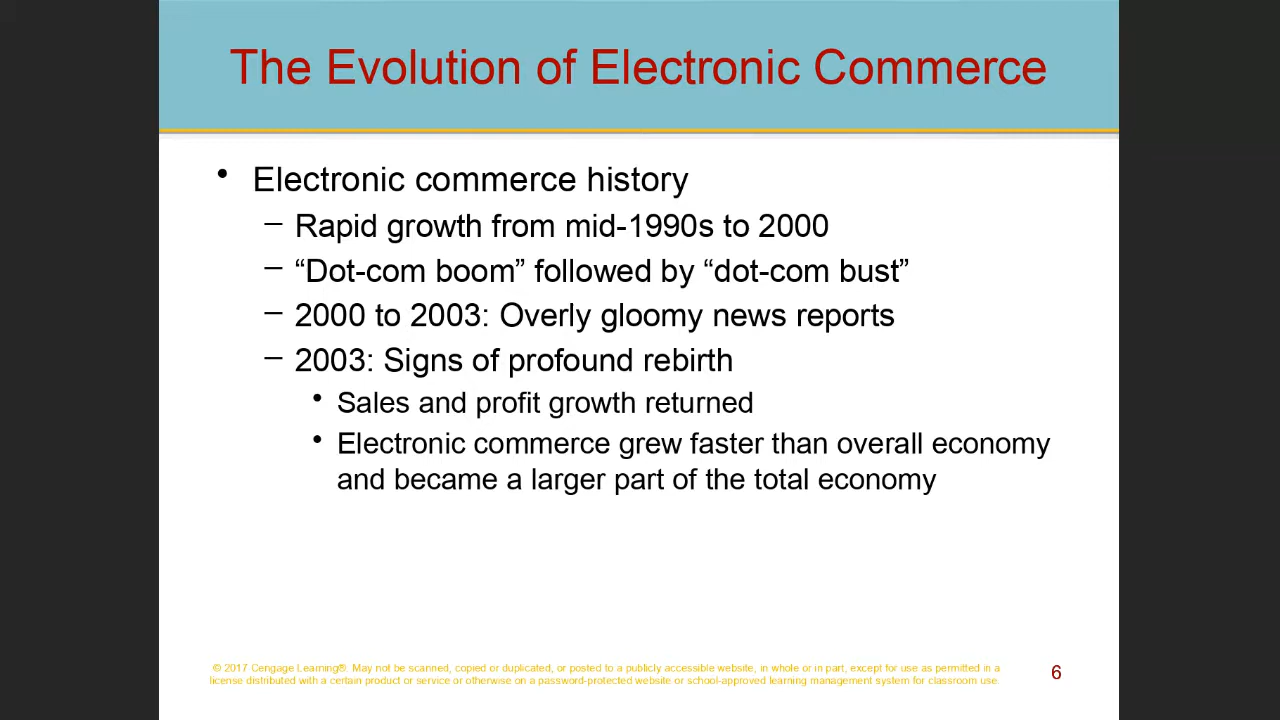 The Evolution of Electronic Commerce
• Electronic commerce history
– Rapid growth from mid-1990s to 2000
– “Dot-com boom” followed by “dot-com bust”
– 2000 to 2003: Overly gloomy news reports
– 2003: Signs of profound rebirth
• Sales and profit growth returned
• Electronic commerce grew faster than overall economy
and became a larger part of the total economy
© 2017 Cengage Learning®. May not be scanned, copied or duplicated, or posted to a publicly accessible website, in whole or in part, except for use as permitted in a
license distributed with a certain product or service or otherwise on a password-protected website or school-approved learning management system for classroom use.
6